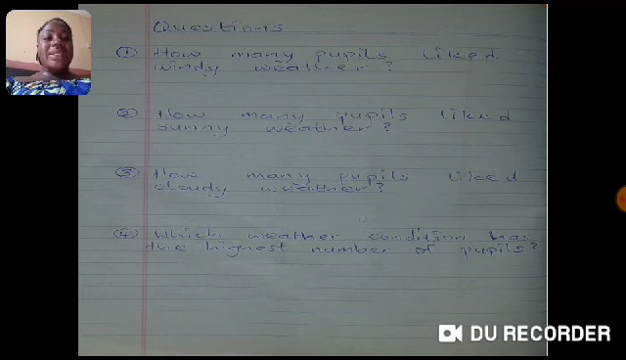 Questions
① How many pupils liked
windy weather?
② How many pupils liked
sunny weather?
③ How many pupils liked
cloudy weather?
④ Which weather condition has
the highest number of pupils?
DU RECORDER